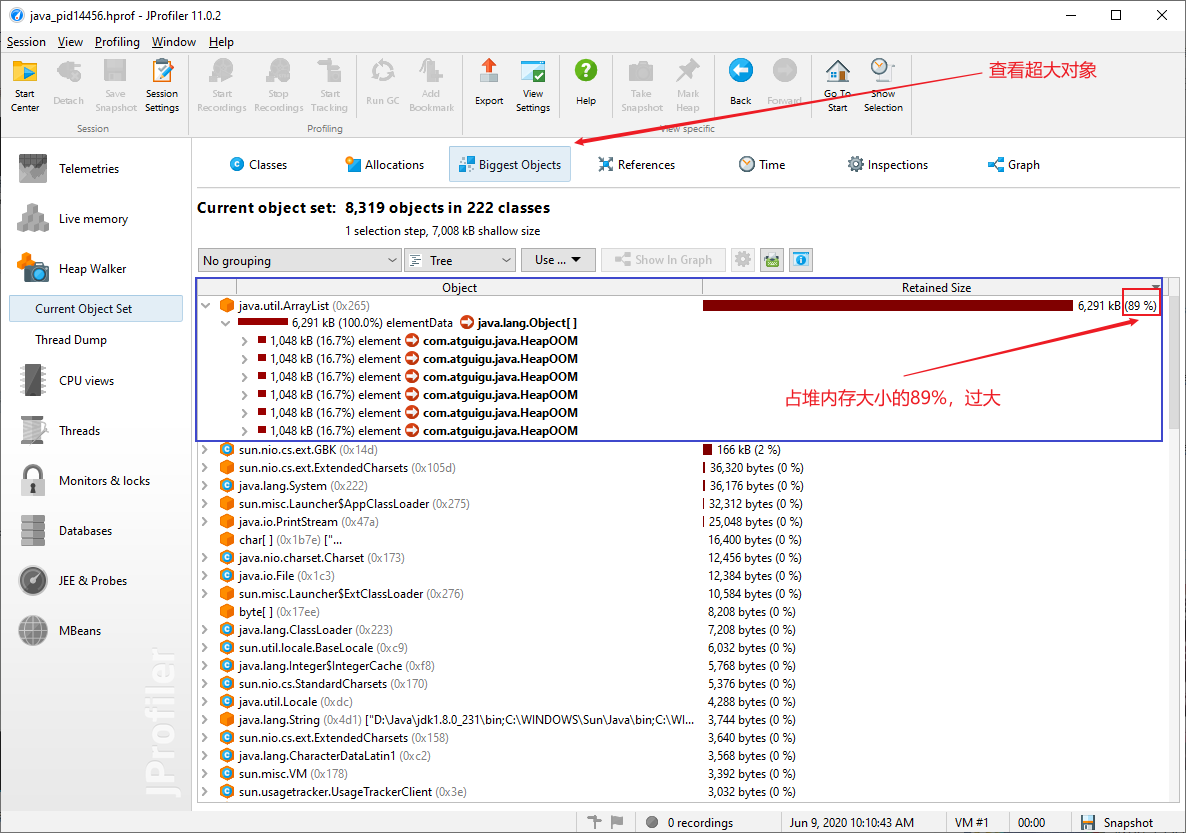 java_pid14456.hprof - JProfiler 11.0.2
Session View Profiling Window Help
Start Center
Detach
Save Snapshot
Session Settings
Start Recordings
Stop Recordings
Start Tracking
Run GC
Add Bookmark
Export
View Settings
Help
Take Snapshot
Mark Heap
Back
Forward
Go To Start
Show Selection
Session
Profiling
View specific
查看超大对象
Telemetries
Live memory
Heap Walker
Current Object Set
Thread Dump
CPU views
Threads
Monitors & locks
Databases
JEE & Probes
MBeans
JProfiler
Classes
Allocations
Biggest Objects
References
Time
Inspections
Graph
Current object set: 8,319 objects in 222 classes
1 selection step, 7,008 kB shallow size
No grouping
Tree
Use ...
Show In Graph
Object Retained Size
java.util.ArrayList (0x265) 6,291 kB (89 %)
6,291 kB (100.0%) elementData java.lang.Object[ ]
1,048 kB (16.7%) element com.atguigu.java.HeapOOM
1,048 kB (16.7%) element com.atguigu.java.HeapOOM
1,048 kB (16.7%) element com.atguigu.java.HeapOOM
1,048 kB (16.7%) element com.atguigu.java.HeapOOM
1,048 kB (16.7%) element com.atguigu.java.HeapOOM
1,048 kB (16.7%) element com.atguigu.java.HeapOOM
占堆内存大小的89%，过大
sun.nio.cs.ext.GBK (0x14d) 166 kB (2 %)
sun.nio.cs.ext.ExtendedCharsets (0x105d) 36,320 bytes (0 %)
java.lang.System (0x222) 36,176 bytes (0 %)
sun.misc.Launcher$AppClassLoader (0x275) 32,312 bytes (0 %)
java.io.PrintStream (0x47a) 25,048 bytes (0 %)
char[ ] (0x1b7e) ["... 16,400 bytes (0 %)
java.nio.charset.Charset (0x173) 12,456 bytes (0 %)
java.io.File (0x1c3) 12,384 bytes (0 %)
sun.misc.Launcher$ExtClassLoader (0x276) 10,584 bytes (0 %)
byte[ ] (0x17ee) 8,208 bytes (0 %)
java.lang.ClassLoader (0x223) 7,208 bytes (0 %)
sun.util.locale.BaseLocale (0xc9) 6,032 bytes (0 %)
java.lang.Integer$IntegerCache (0xf8) 5,768 bytes (0 %)
sun.nio.cs.StandardCharsets (0x170) 5,376 bytes (0 %)
java.util.Locale (0xdc) 4,288 bytes (0 %)
java.lang.String (0x4d1) ["D:\Java\jdk1.8.0_231\bin;C:\WINDOWS\Sun\Java\bin;C:\WI... 3,744 bytes (0 %)
sun.nio.cs.ext.ExtendedCharsets (0x158) 3,640 bytes (0 %)
java.lang.CharacterDataLatin1 (0xc2) 3,568 bytes (0 %)
sun.misc.VM (0x178) 3,392 bytes (0 %)
sun.usagetracker.UsageTrackerClient (0x3e) 3,032 bytes (0 %)
0 recordings
Jun 9, 2020 10:10:43 AM
VM #1
00:00
Snapshot